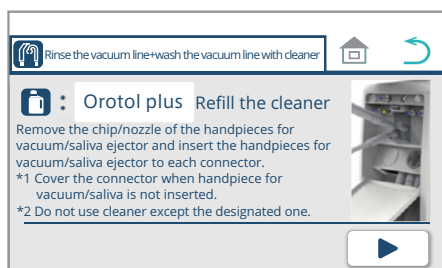 Rinse the vacuum line+wash the vacuum line with cleaner
: Orotol plus Refill the cleaner
Remove the chip/nozzle of the handpieces for
vacuum/saliva ejector and insert the handpieces for
vacuum/saliva ejector to each connector.
*1 Cover the connector when handpiece for
vacuum/saliva is not inserted.
*2 Do not use cleaner except the designated one.